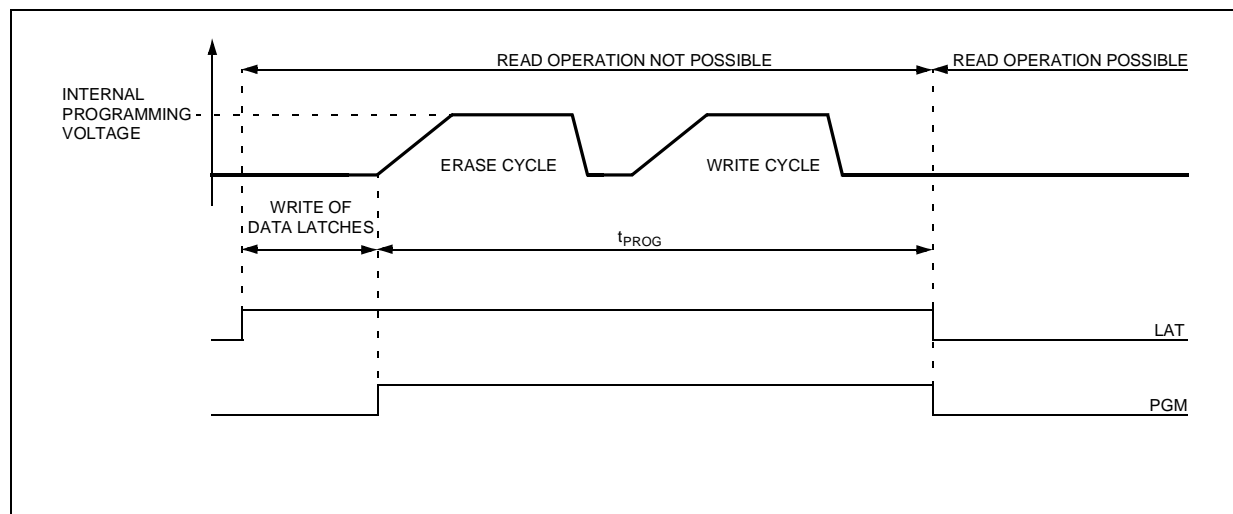 READ OPERATION NOT POSSIBLE
READ OPERATION POSSIBLE
INTERNAL
PROGRAMMING
VOLTAGE
ERASE CYCLE
WRITE CYCLE
WRITE OF
DATA LATCHES
tPROG
LAT
PGM